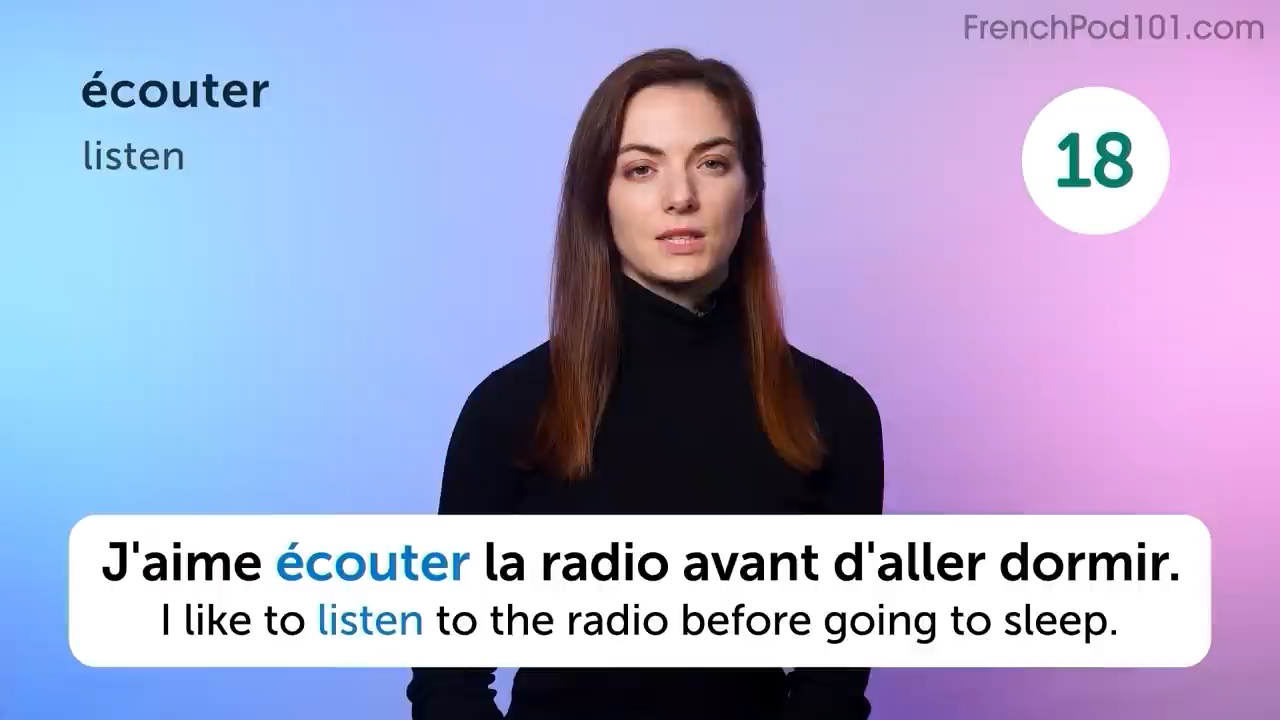 FrenchPod101.com
écouter
listen
18
J'aime écouter la radio avant d'aller dormir.
I like to listen to the radio before going to sleep.